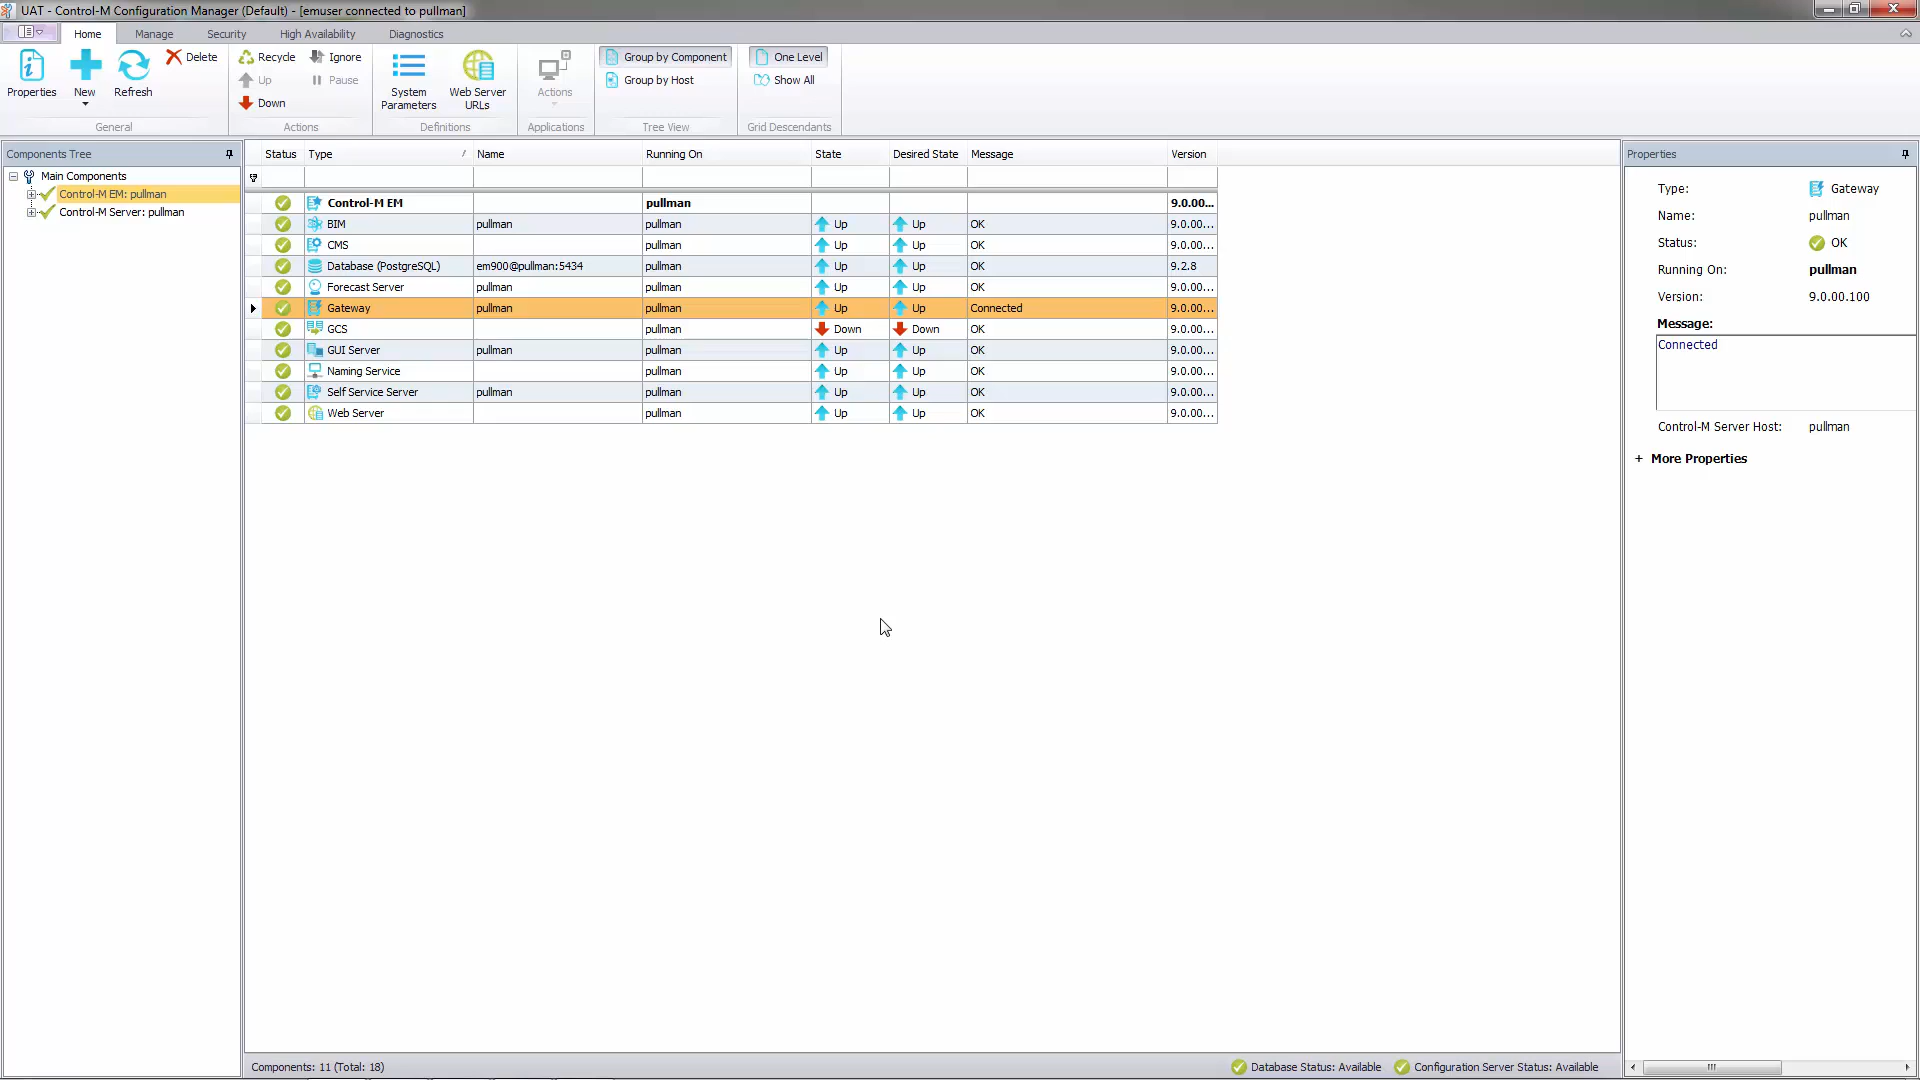 UAT - Control-M Configuration Manager (Default) - [emuser connected to pullman]
Home Manage Security High Availability Diagnostics
Properties New Refresh Delete
General
Recycle Ignore
Up Pause
Down
Actions
System Parameters Web Server URLs
Definitions
Actions
Applications
Group by Component
Group by Host
Tree View
One Level
Show All
Grid Descendants
Components Tree
Main Components
Control-M EM: pullman
Control-M Server: pullman
Status Type / Name Running On State Desired State Message Version
Control-M EM pullman 9.0.00...
BIM pullman pullman Up Up OK 9.0.00...
CMS pullman Up Up OK 9.0.00...
Database (PostgreSQL) em900@pullman:5434 pullman Up Up OK 9.2.8
Forecast Server pullman pullman Up Up OK 9.0.00...
Gateway pullman pullman Up Up Connected 9.0.00...
GCS pullman Down Down OK 9.0.00...
GUI Server pullman pullman Up Up OK 9.0.00...
Naming Service pullman Up Up OK 9.0.00...
Self Service Server pullman pullman Up Up OK 9.0.00...
Web Server pullman Up Up OK 9.0.00...
Properties
Type: Gateway
Name: pullman
Status: OK
Running On: pullman
Version: 9.0.00.100
Message:
Connected
Control-M Server Host: pullman
+ More Properties
Components: 11 (Total: 18) Database Status: Available Configuration Server Status: Available